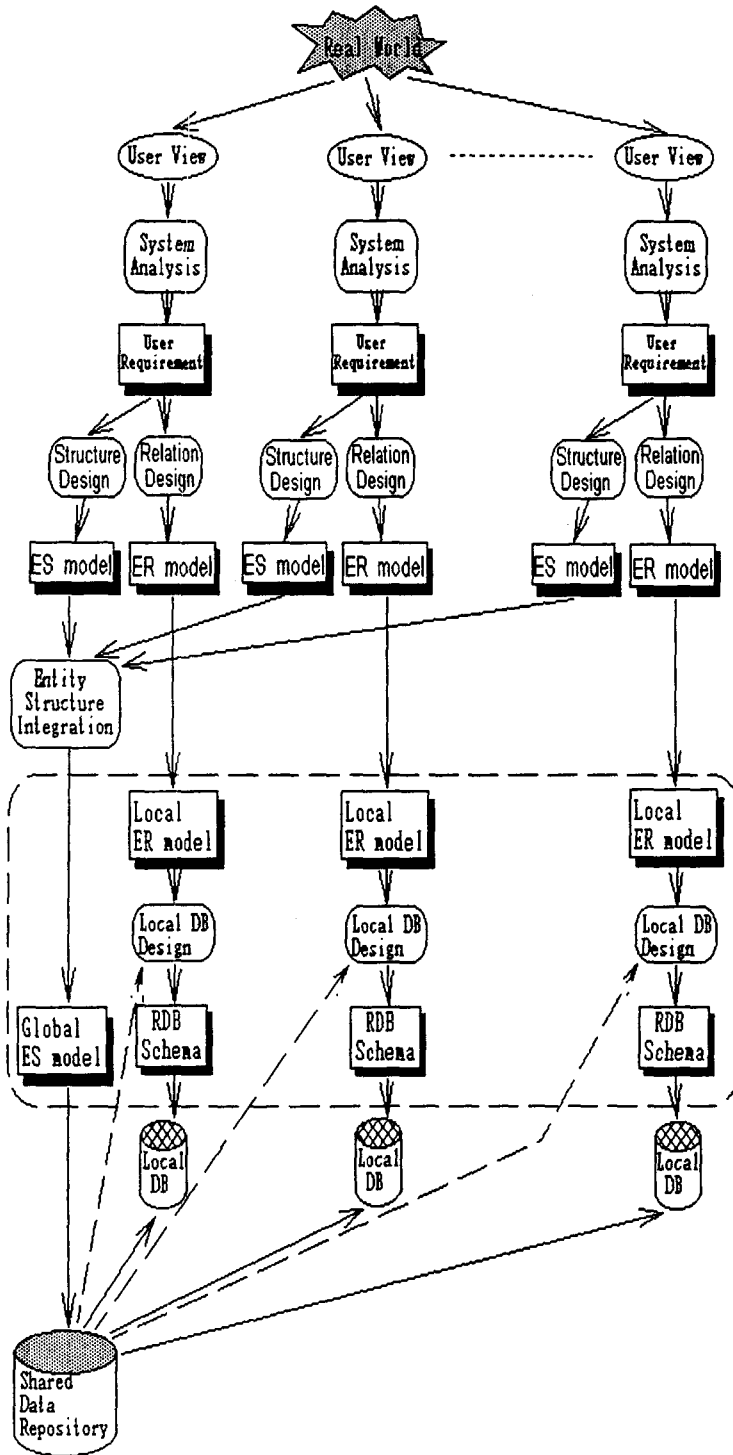 Real World
User View
User View
User View
System
Analysis
System
Analysis
System
Analysis
User
Requirement
User
Requirement
User
Requirement
Structure
Design
Relation
Design
Structure
Design
Relation
Design
Structure
Design
Relation
Design
ES model
ER model
ES model
ER model
ES model
ER model
Entity
Structure
Integration
Local
ER model
Local
ER model
Local
ER model
Local DB
Design
Local DB
Design
Local DB
Design
Global
ES model
RDB
Schema
RDB
Schema
RDB
Schema
Local
DB
Local
DB
Local
DB
Shared
Data
Repository